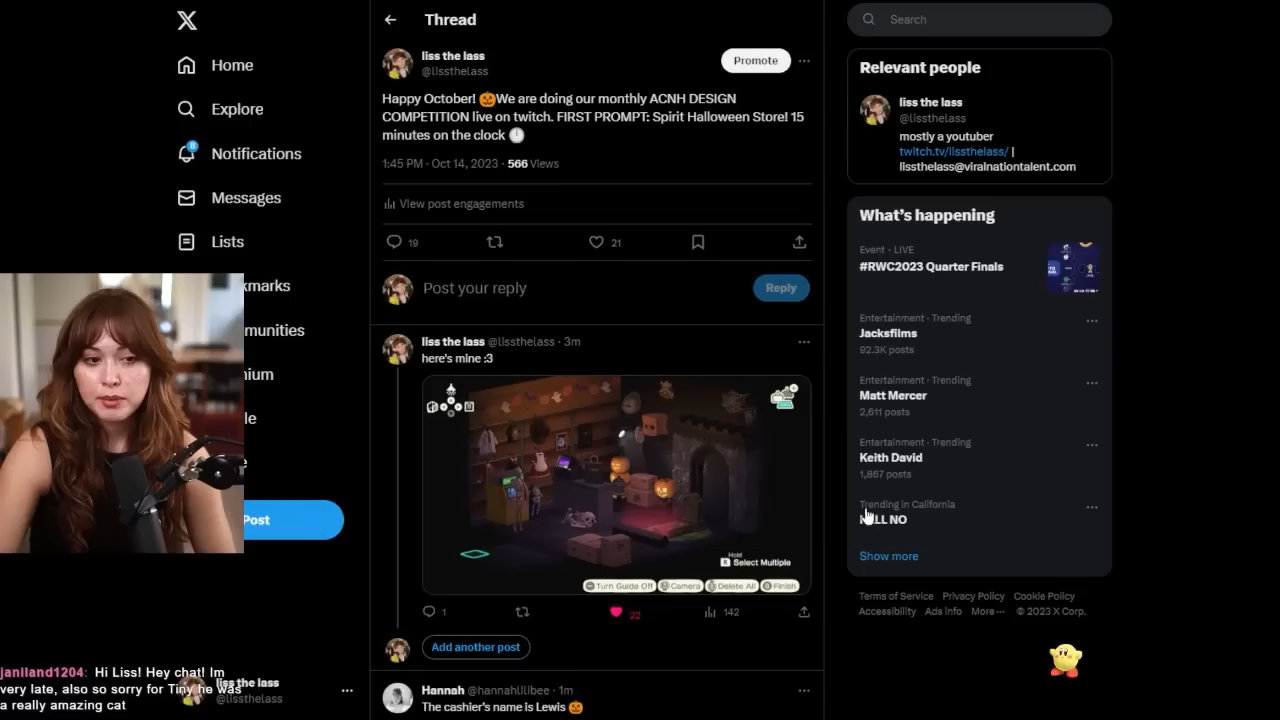 Home
Explore
8
Notifications
Messages
Lists
kmarks
munities
mium
le
e
Post
janiland1204: Hi Liss! Hey chat! Im
very late, also so sorry for Tiny he was
a really amazing cat
liss the lass
@lissthelass
Thread
liss the lass
@lissthelass
Promote
Happy October! 🎃We are doing our monthly ACNH DESIGN
COMPETITION live on twitch. FIRST PROMPT: Spirit Halloween Store! 15
minutes on the clock 🕛
1:45 PM · Oct 14, 2023 · 566 Views
View post engagements
19
21
Post your reply
Reply
liss the lass @lissthelass · 3m
here's mine :3
Hold
R Select Multiple
Turn Guide Off
Camera
Delete All
Finish
1
22
142
Add another post
Hannah @hannahlilibee · 1m
The cashier's name is Lewis 🎃
Search
Relevant people
liss the lass
@lissthelass
mostly a youtuber
twitch.tv/lissthelass/ |
lissthelass@viralnationtalent.com
What's happening
Event · LIVE
#RWC2023 Quarter Finals
Entertainment · Trending
Jacksfilms
92.3K posts
Entertainment · Trending
Matt Mercer
2,611 posts
Entertainment · Trending
Keith David
1,867 posts
Trending in California
NO
Show more
Terms of Service Privacy Policy Cookie Policy
Accessibility Ads info More ··· © 2023 X Corp.